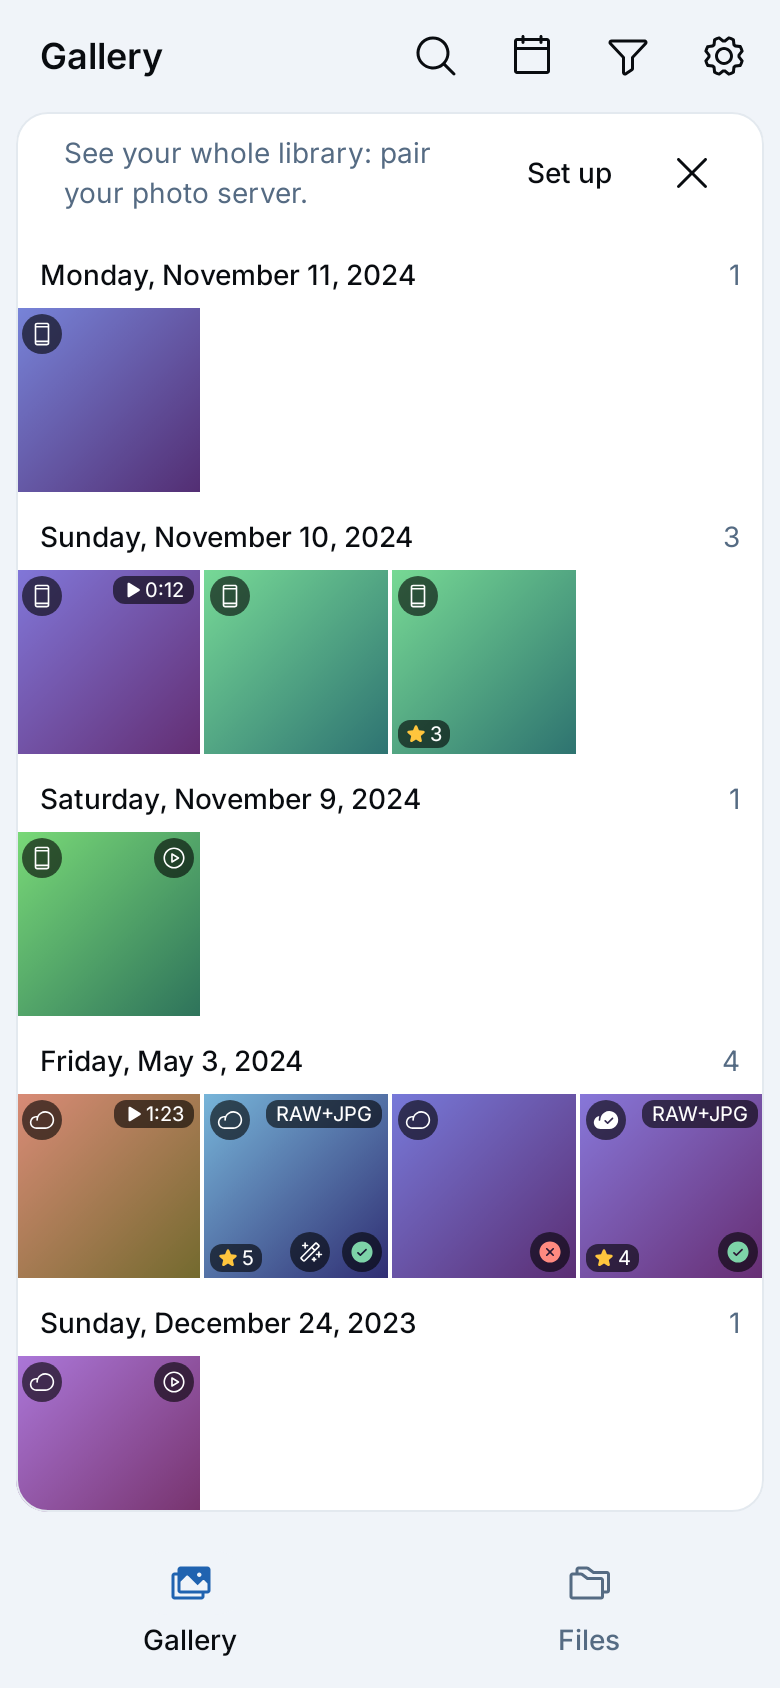 Gallery
See your whole library: pair
your photo server.
Set up
Monday, November 11, 2024
1
Sunday, November 10, 2024
3
0:12
3
Saturday, November 9, 2024
1
Friday, May 3, 2024
4
1:23
RAW+JPG
RAW+JPG
5
4
Sunday, December 24, 2023
1
Gallery
Files